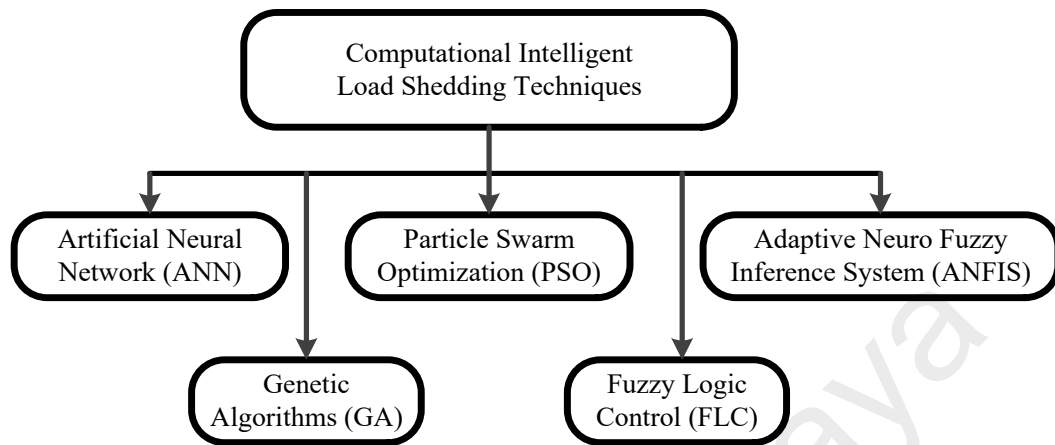 Computational Intelligent
Load Shedding Techniques
Artificial Neural
Network (ANN)
Particle Swarm
Optimization (PSO)
Adaptive Neuro Fuzzy
Inference System (ANFIS)
Genetic
Algorithms (GA)
Fuzzy Logic
Control (FLC)
aya